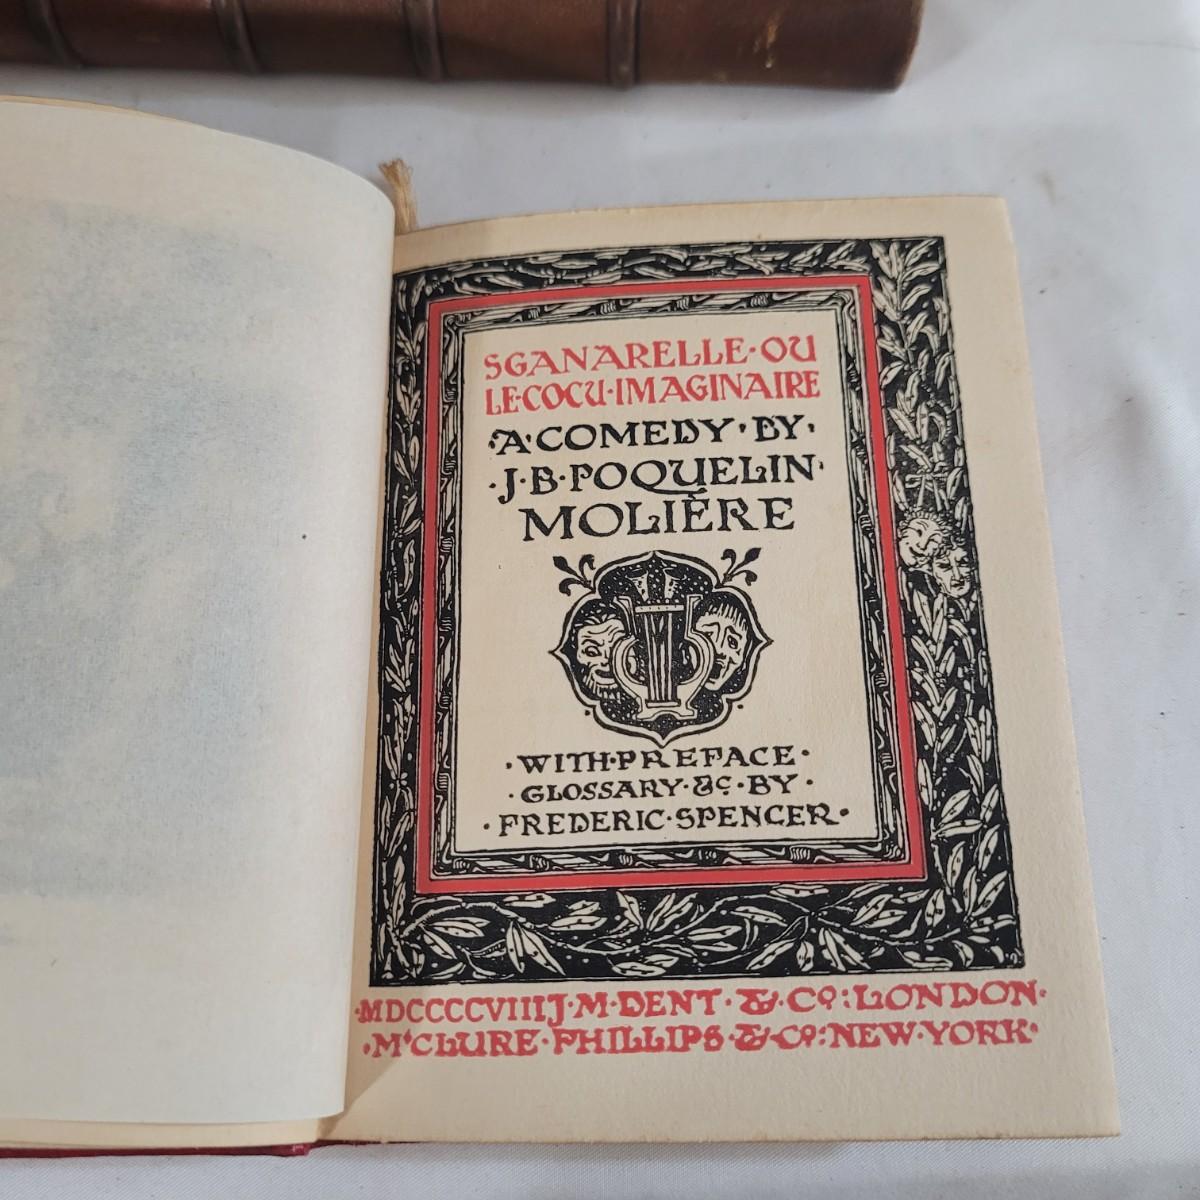 SGANARELLE·OU
LE·COCU·IMAGINAIRE
·A·COMEDY·BY·
·J·B·POQUELIN·
MOLIÈRE
·WITH·PREFACE·
·GLOSSARY·&c·BY·
·FREDERIC·SPENCER·
·MDCCCCVIII·J·M·DENT·&·Co:·LONDON·
·McCLURE·PHILLIPS·&·Co:·NEW·YORK·